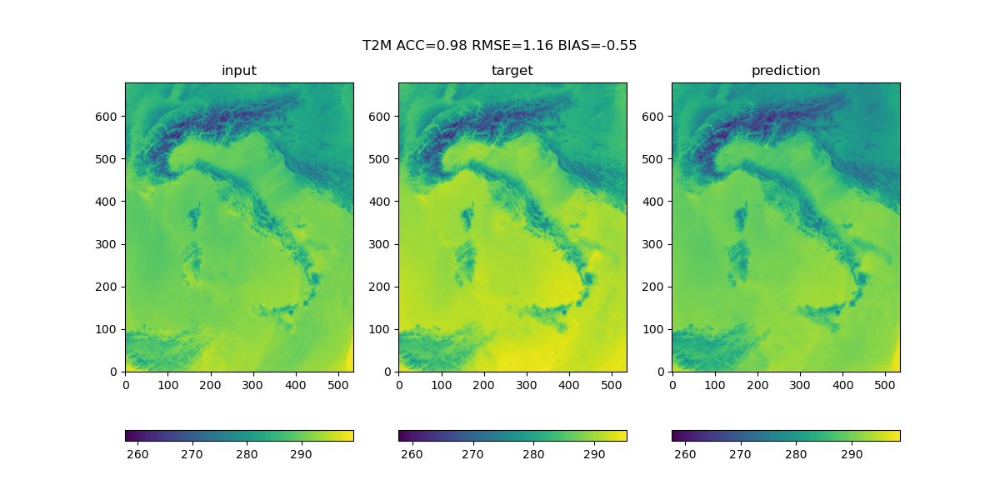 T2M ACC=0.98 RMSE=1.16 BIAS=-0.55
input target prediction
600 600 600
500 500 500
400 400 400
300 300 300
200 200 200
100 100 100
0 0 0
0 100 200 300 400 500 0 100 200 300 400 500 0 100 200 300 400 500
260 270 280 290 260 270 280 290 260 270 280 290